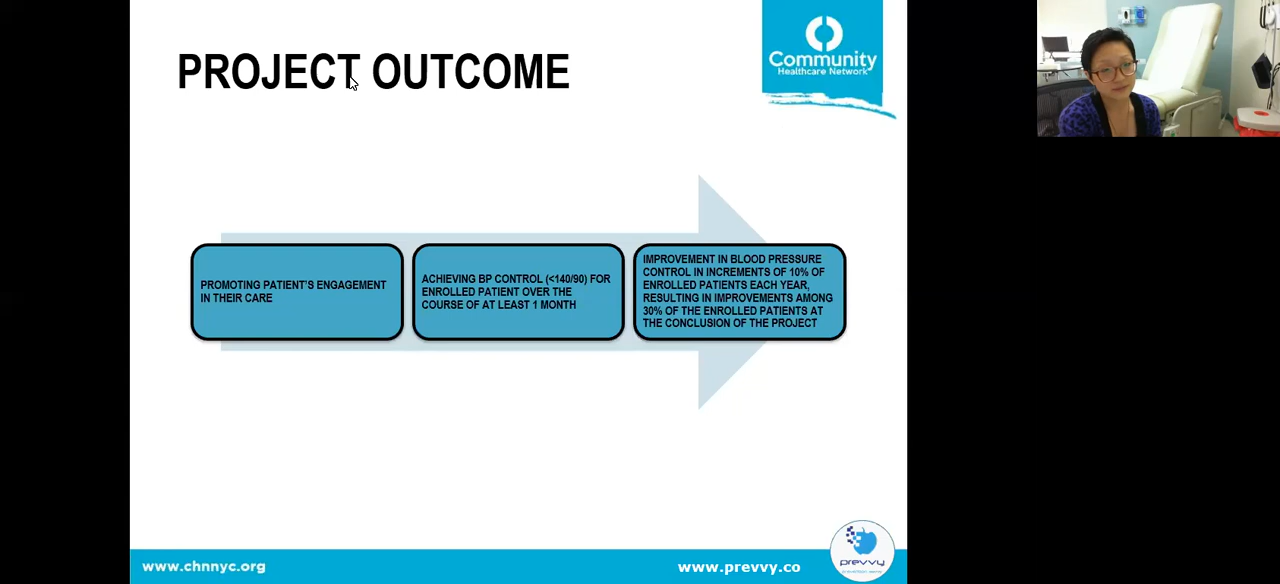 PROJECT OUTCOME
Community
Healthcare Network
PROMOTING PATIENT'S ENGAGEMENT
IN THEIR CARE
ACHIEVING BP CONTROL (<140/90) FOR
ENROLLED PATIENT OVER THE
COURSE OF AT LEAST 1 MONTH
IMPROVEMENT IN BLOOD PRESSURE
CONTROL IN INCREMENTS OF 10% OF
ENROLLED PATIENTS EACH YEAR,
RESULTING IN IMPROVEMENTS AMONG
30% OF THE ENROLLED PATIENTS AT
THE CONCLUSION OF THE PROJECT
www.chnnyc.org
www.prevvy.co
prevvy